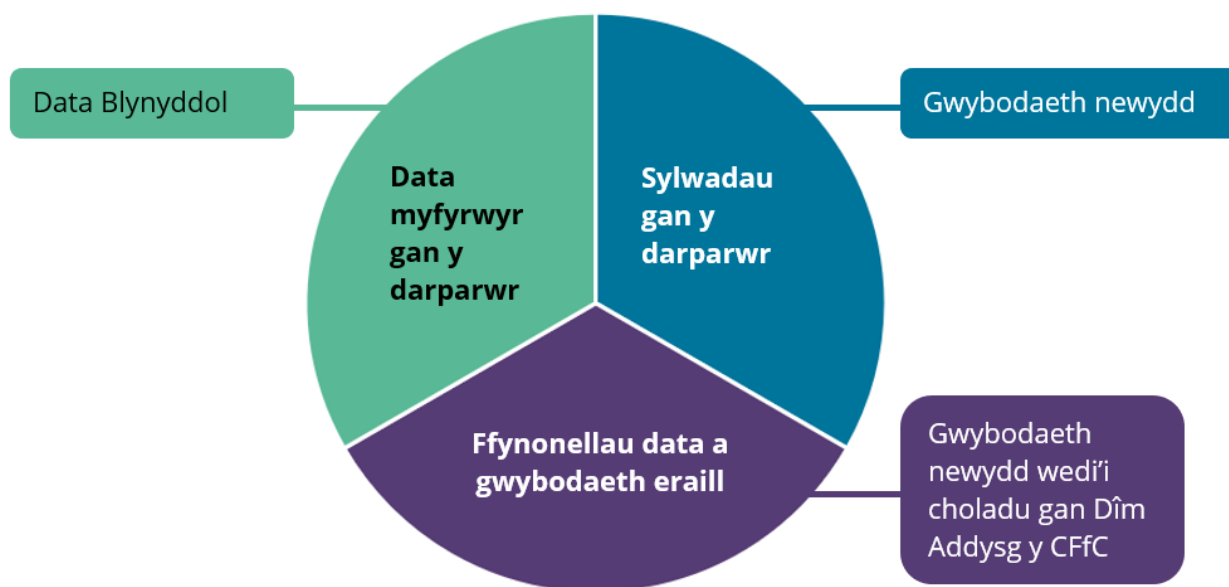 Data Blynyddol
Gwybodaeth newydd
Data
myfyrwyr
gan y
darparwr
Sylwadau
gan y
darparwr
Ffynonellau data a
gwybodaeth eraill
Gwybodaeth
newydd wedi’i
choladu gan Dîm
Addysg y CFfC